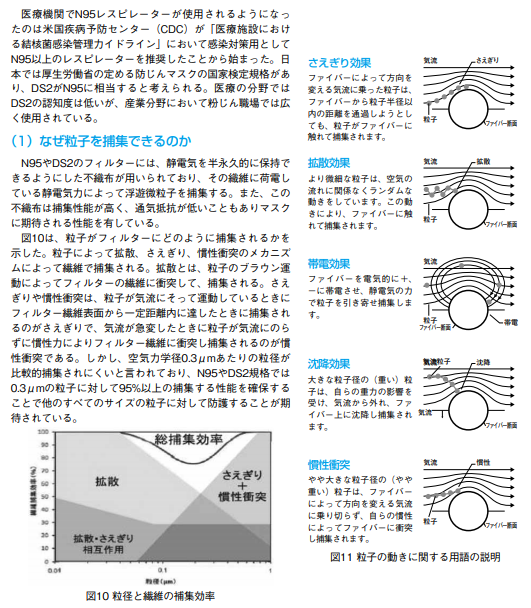 医療機関でN95レスピレーターが使用されるようになっ
たのは米国疾病予防センター（CDC）が「医療施設におけ
る結核菌感染管理ガイドライン」において感染対策用として
N95以上のレスピレーターを推奨したことから始まった。日
本では厚生労働省の定める防じんマスクの国家検定規格があ
り、DS2がN95に相当すると考えられる。医療の分野では
DS2の認知度は低いが、産業分野において粉じん職場では広
く使用されている。
（1）なぜ粒子を捕集できるのか
N95やDS2のフィルターには、静電気を半永久的に保持で
きるようにした不織布が用いられており、その繊維に荷電し
ている静電気力によって浮遊微粒子を捕集する。また、この
不織布は捕集性能が高く、通気抵抗が低いこともありマスク
に期待される性能を有している。
図10は、粒子がフィルターにどのように捕集されるかを
示した。粒子によって拡散、さえぎり、慣性衝突のメカニズ
ムによって繊維で捕集される。拡散とは、粒子のブラウン運
動によってフィルターの繊維に衝突して、捕集される。さえ
ぎりや慣性衝突は、粒子が気流にそって運動しているときに
フィルター繊維表面から一定距離内に達したときに捕集され
るのがさえぎりで、気流が急変したときに粒子が気流にのら
ずに慣性力によりフィルター繊維に衝突し捕集されるのが慣
性衝突である。しかし、空気力学径0.3μmあたりの粒径が
比較的捕集されにくいと言われており、N95やDS2規格では
0.3μmの粒子に対して95%以上の捕集する性能を確保するこ
とで他のすべてのサイズの粒子に対して防護することが期
待されている。
繊維捕集効率（%）
100
90
80
70
60
50
40
30
20
10
0
総捕集効率
拡散
さえぎり
＋
慣性衝突
拡散・さえぎり
相互作用
0.04
0.1
1
粒径（μm）
図10 粒径と繊維の捕集効率
さえぎり効果
ファイバーによって方向を
変える気流に乗った粒子は、
ファイバーから粒子半径以
内の距離を通過しようとし
ても、粒子がファイバーに
触れて捕集されます。
気流
さえぎり
粒子
ファイバー断面
拡散効果
より微細な粒子は、空気の
流れに関係なくランダムな
動きをしています。この動
きにより、ファイバーに触れ
て捕集されます。
気流
拡散
粒子
ファイバー断面
帯電効果
ファイバーを電気的に＋、
－に帯電させ、静電気の力
で粒子を引き寄せ捕集しま
す。
気流
粒子
ファイバー断面
帯電
沈降効果
大きな粒子径の（重い）粒
子は、自らの重力の影響を
受け、気流から外れ、ファ
イバー上に沈降し捕集され
ます。
気流
粒子
沈降
気流
ファイバー断面
慣性衝突
やや大きな粒子径の（やや
重い）粒子は、ファイバー
によって方向を変える気流
に乗り切らず、自らの慣性
によってファイバーに衝突
し捕集されます。
気流
慣性
粒子
ファイバー断面
図11 粒子の動きに関する用語の説明